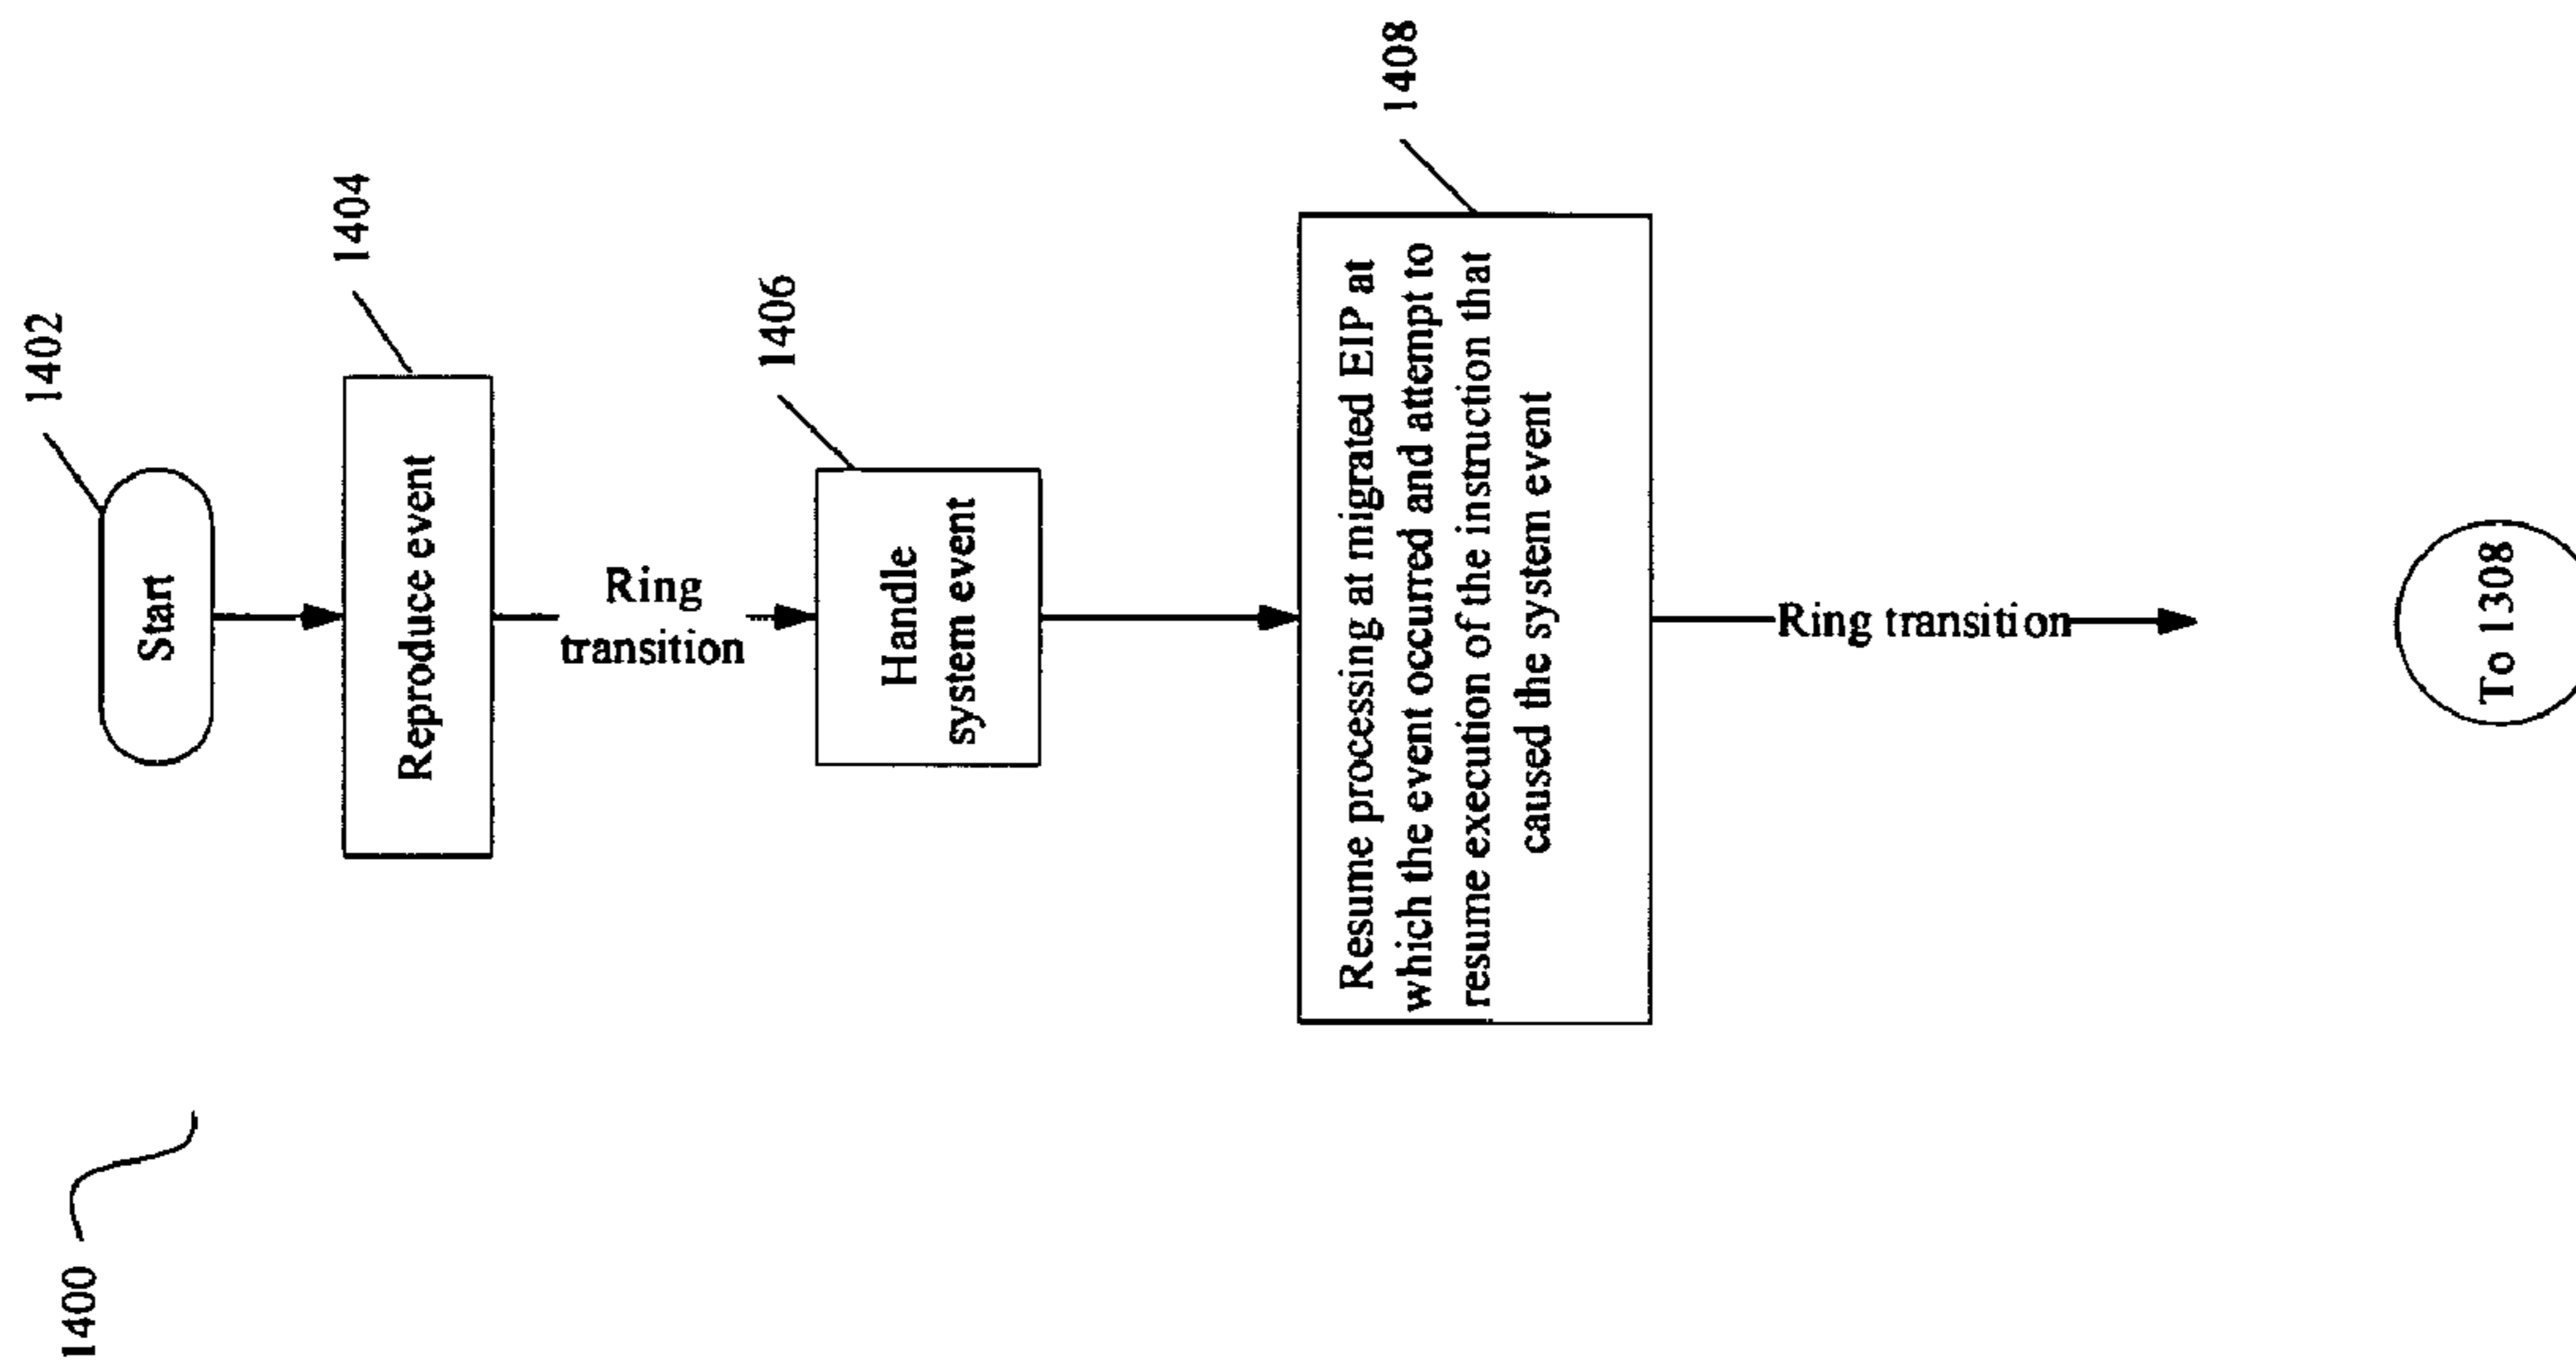 1400
1402
Start
1404
Reproduce event
Ring
transition
1406
Handle
system event
1408
Resume processing at migrated EIP at
which the event occurred and attempt to
resume execution of the instruction that
caused the system event
Ring transition
To 1308